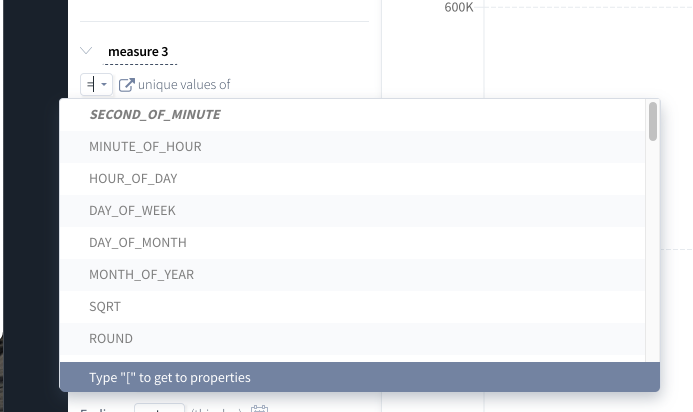 600K
measure 3
= unique values of
SECOND_OF_MINUTE
MINUTE_OF_HOUR
HOUR_OF_DAY
DAY_OF_WEEK
DAY_OF_MONTH
MONTH_OF_YEAR
SQRT
ROUND
Type "[" to get to properties